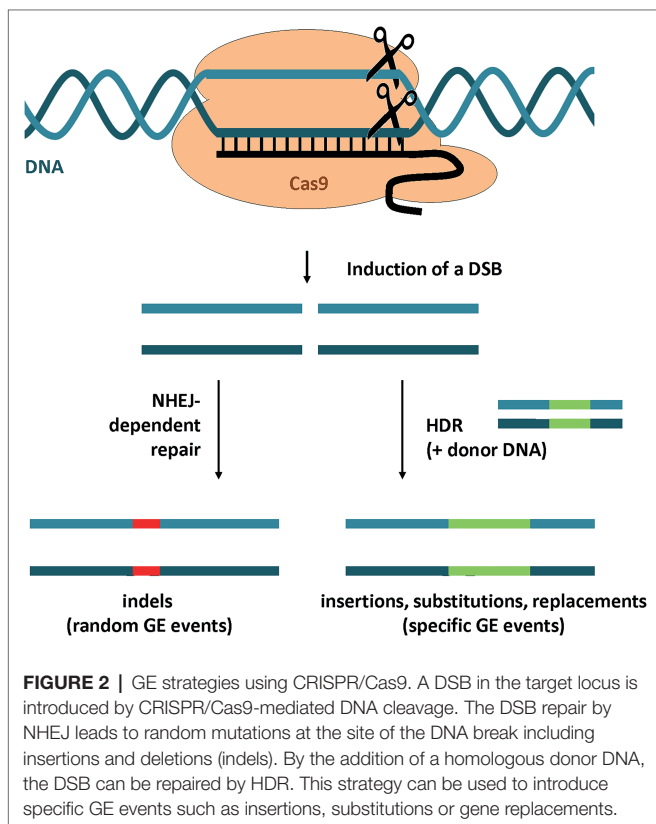 DNA
Cas9
Induction of a DSB
NHEJ-
dependent
repair
HDR
(+ donor DNA)
indels
(random GE events)
insertions, substitutions, replacements
(specific GE events)
FIGURE 2 | GE strategies using CRISPR/Cas9. A DSB in the target locus is
introduced by CRISPR/Cas9-mediated DNA cleavage. The DSB repair by
NHEJ leads to random mutations at the site of the DNA break including
insertions and deletions (indels). By the addition of a homologous donor DNA,
the DSB can be repaired by HDR. This strategy can be used to introduce
specific GE events such as insertions, substitutions or gene replacements.